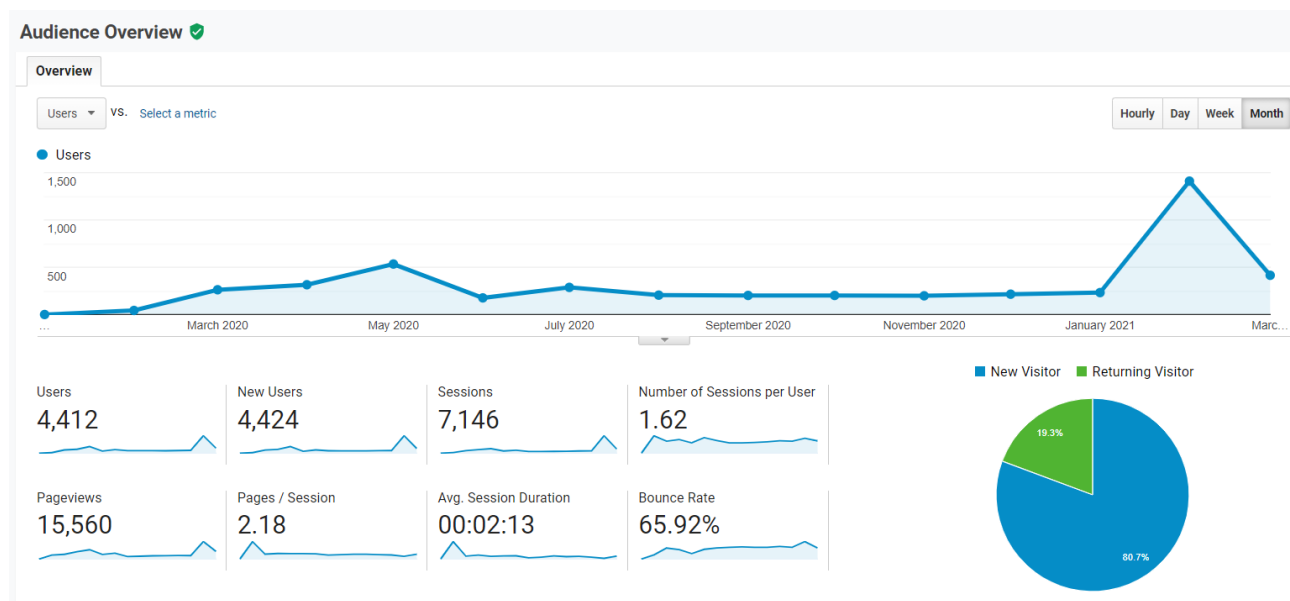 Audience Overview
Overview
Users VS. Select a metric
Hourly Day Week Month
Users
1,500
1,000
500
... March 2020 May 2020 July 2020 September 2020 November 2020 January 2021 Marc...
New Visitor Returning Visitor
Users New Users Sessions Number of Sessions per User
4,412 4,424 7,146 1.62
Pageviews Pages / Session Avg. Session Duration Bounce Rate
15,560 2.18 00:02:13 65.92%
19.3%
80.7%